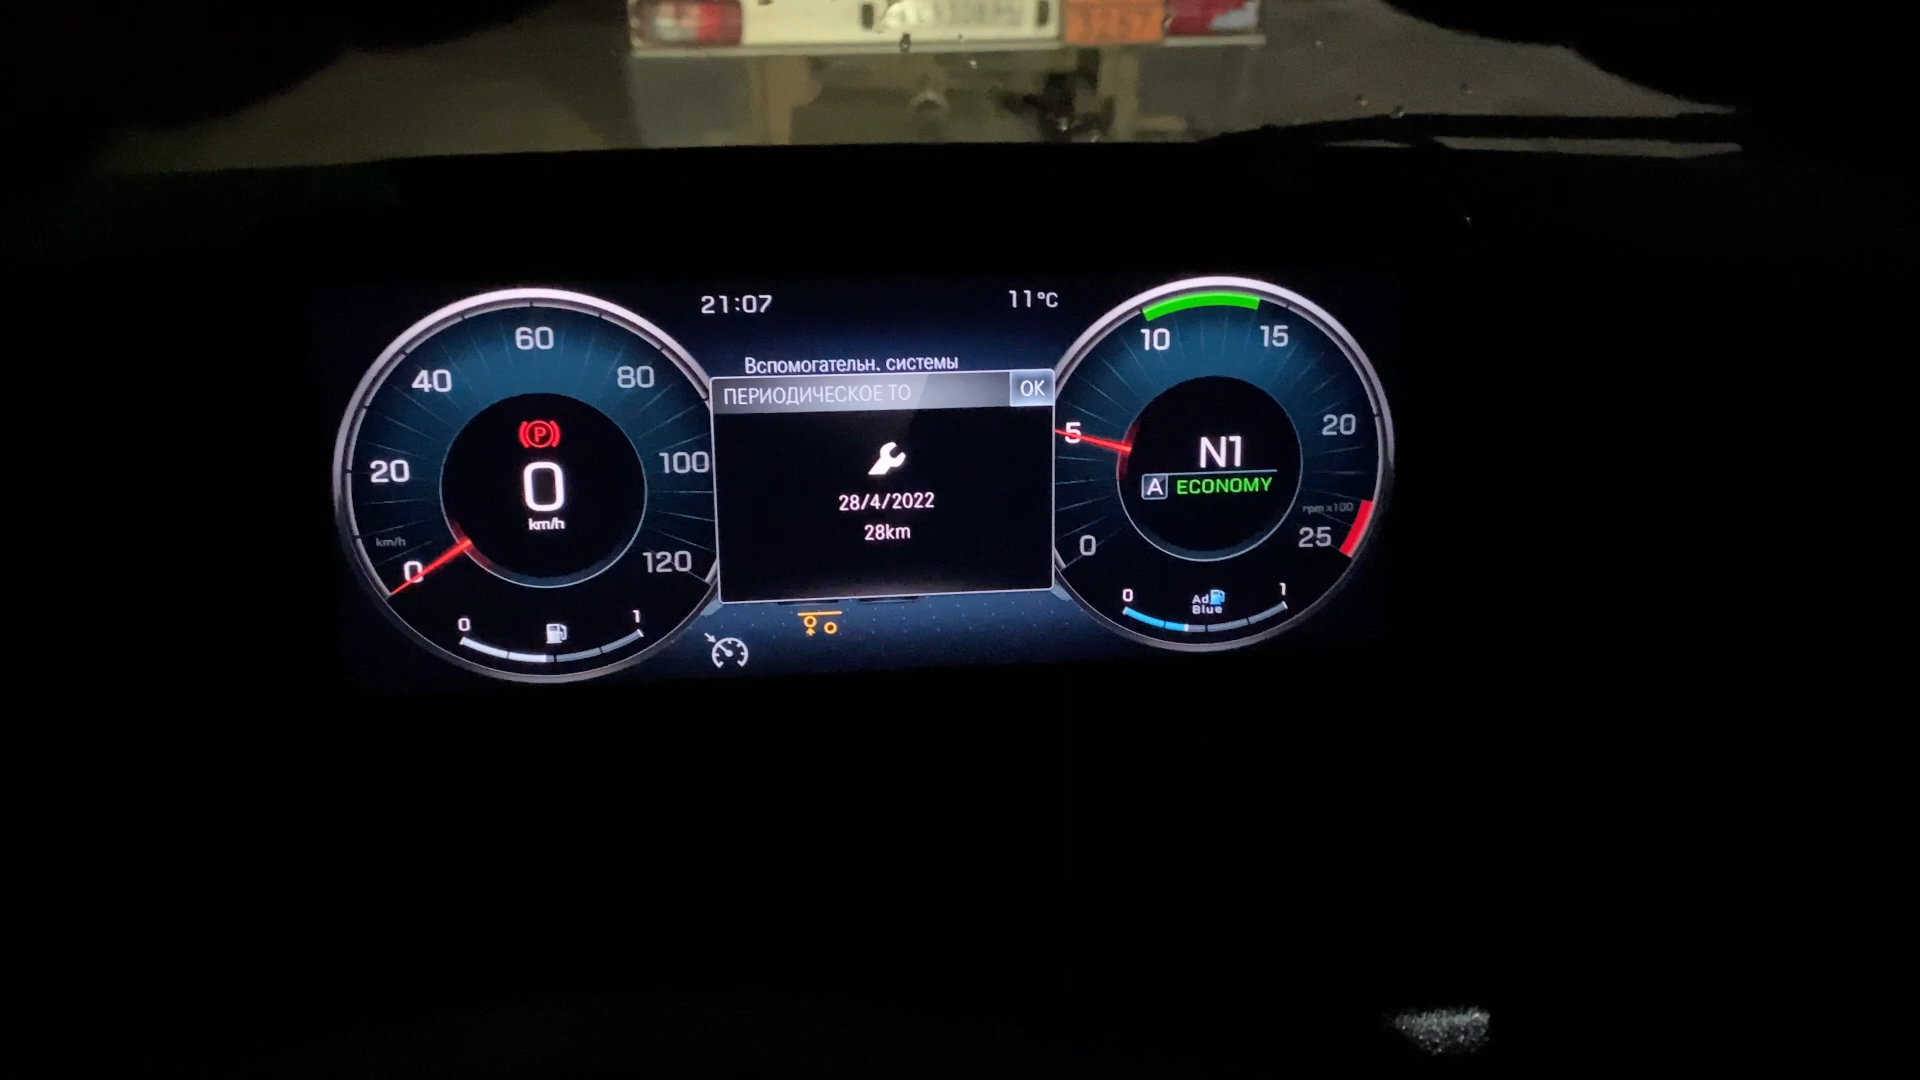 21:07
11°C
Вспомогательн. системы
ПЕРИОДИЧЕСКОЕ ТО
OK
28/4/2022
28km
0
20
40
60
80
100
120
km/h
P
0
km/h
0
1
0
5
10
15
20
25
rpm x100
N1
A ECONOMY
0
Ad
Blue
1